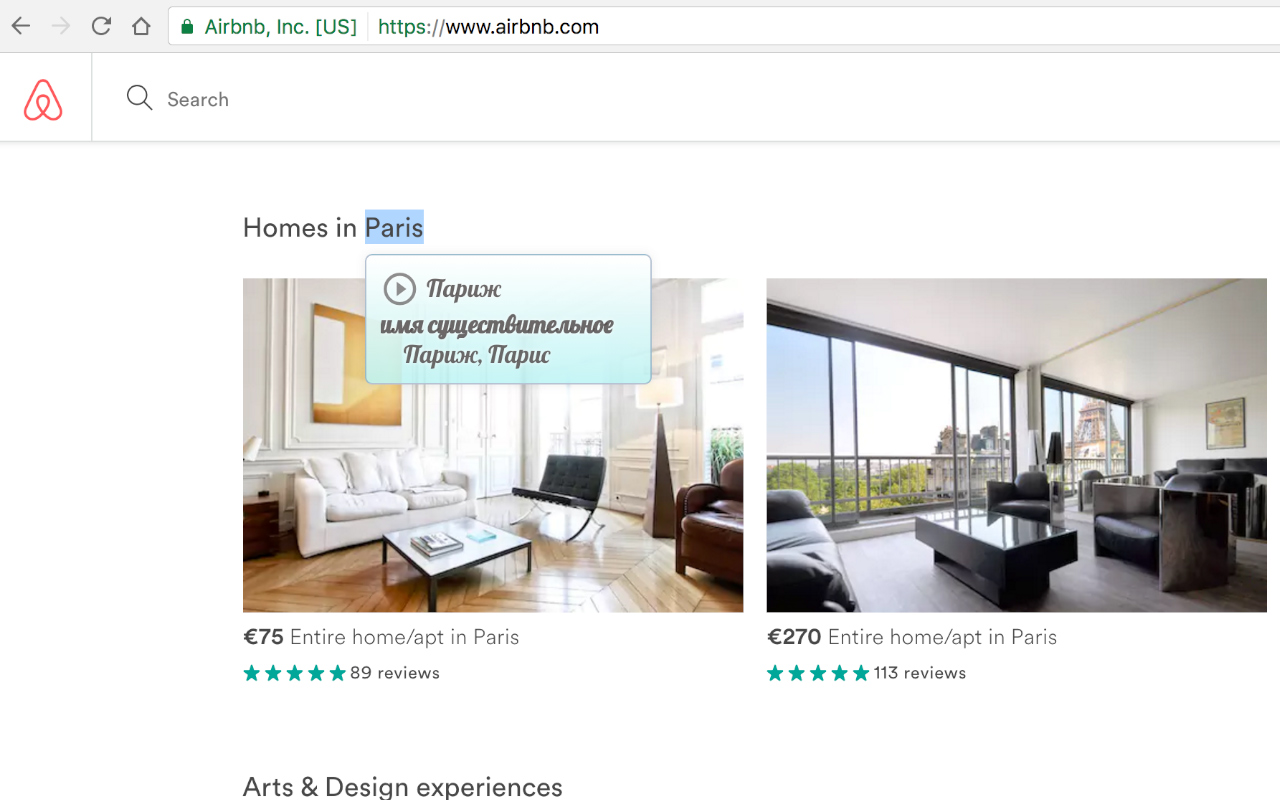 Airbnb, Inc. [US] https://www.airbnb.com
Search
Homes in Paris
Париж
имя существительное
Париж, Парис
€75 Entire home/apt in Paris
89 reviews
€270 Entire home/apt in Paris
113 reviews
Arts & Design experiences